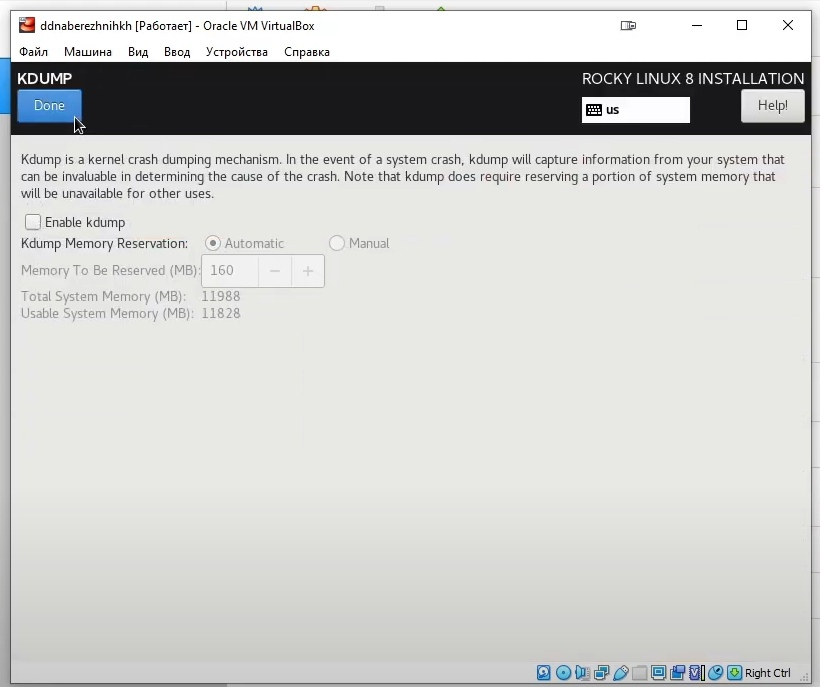 ddnaberezhnihkh [Работает] - Oracle VM VirtualBox
Файл Машина Вид Ввод Устройства Справка
KDUMP
ROCKY LINUX 8 INSTALLATION
Done
us
Help!
Kdump is a kernel crash dumping mechanism. In the event of a system crash, kdump will capture information from your system that
can be invaluable in determining the cause of the crash. Note that kdump does require reserving a portion of system memory that
will be unavailable for other uses.
Enable kdump
Kdump Memory Reservation: Automatic Manual
Memory To Be Reserved (MB): 160 − +
Total System Memory (MB): 11988
Usable System Memory (MB): 11828
Right Ctrl